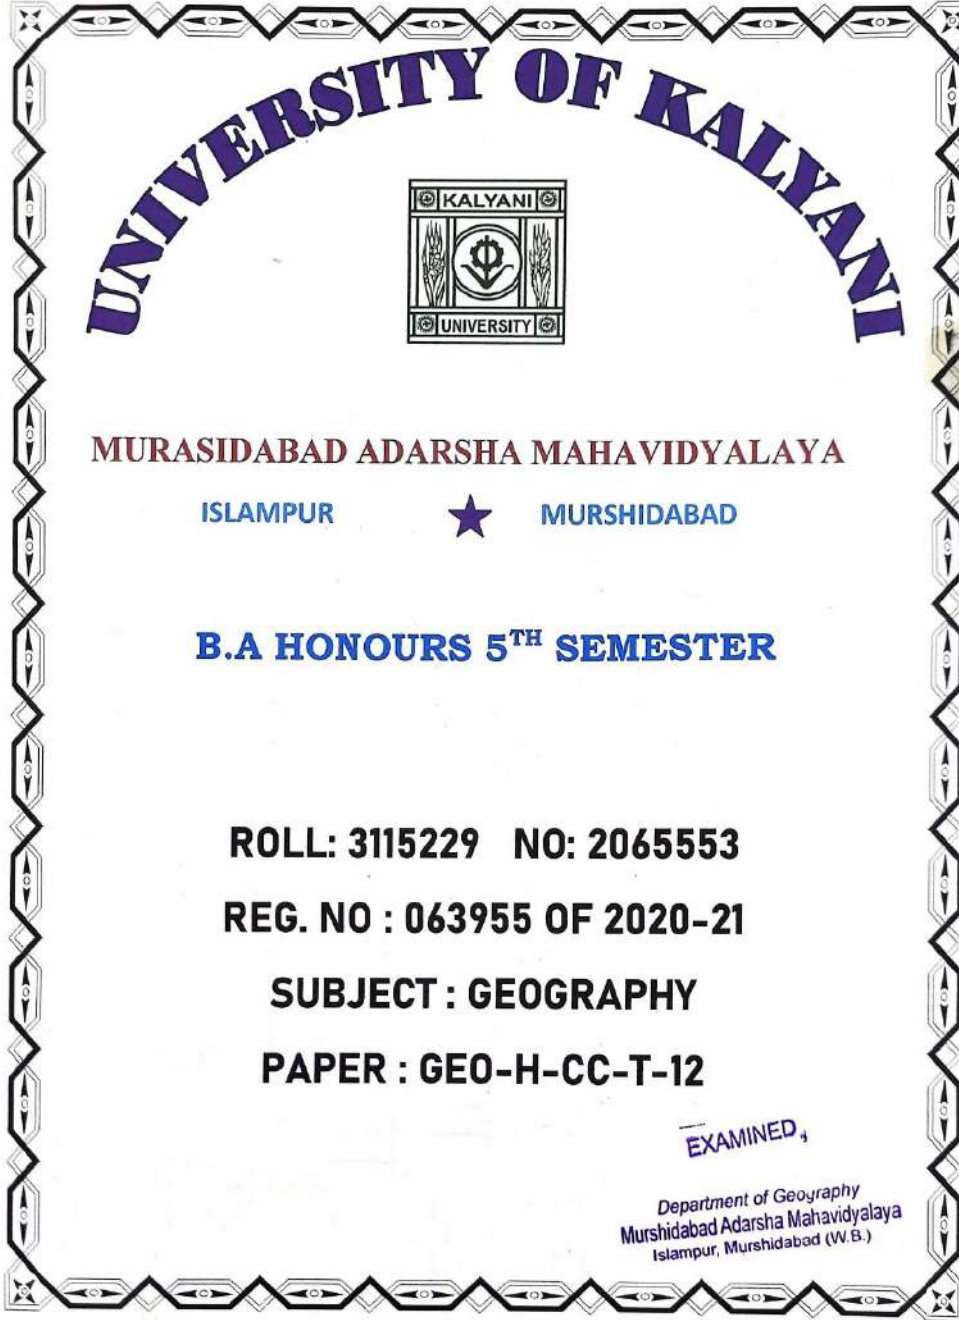 UNIVERSITY OF KALYANI
KALYANI
UNIVERSITY
MURASIDABAD ADARSHA MAHAVIDYALAYA
ISLAMPUR MURSHIDABAD
B.A HONOURS 5TH SEMESTER
ROLL: 3115229 NO: 2065553
REG. NO : 063955 OF 2020-21
SUBJECT : GEOGRAPHY
PAPER : GEO-H-CC-T-12
EXAMINED
Department of Geography
Murshidabad Adarsha Mahavidyalaya
Islampur, Murshidabad (W.B.)